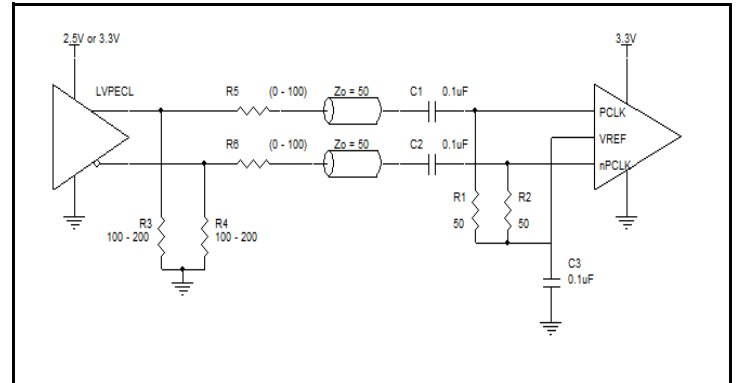 2.5V or 3.3V
3.3V
LVPECL
R5
(0 - 100)
Zo = 50
C1
0.1uF
PCLK
VREF
R6
(0 - 100)
Zo = 50
C2
0.1uF
nPCLK
R1
50
R2
50
R3
100 - 200
R4
100 - 200
C3
0.1uF